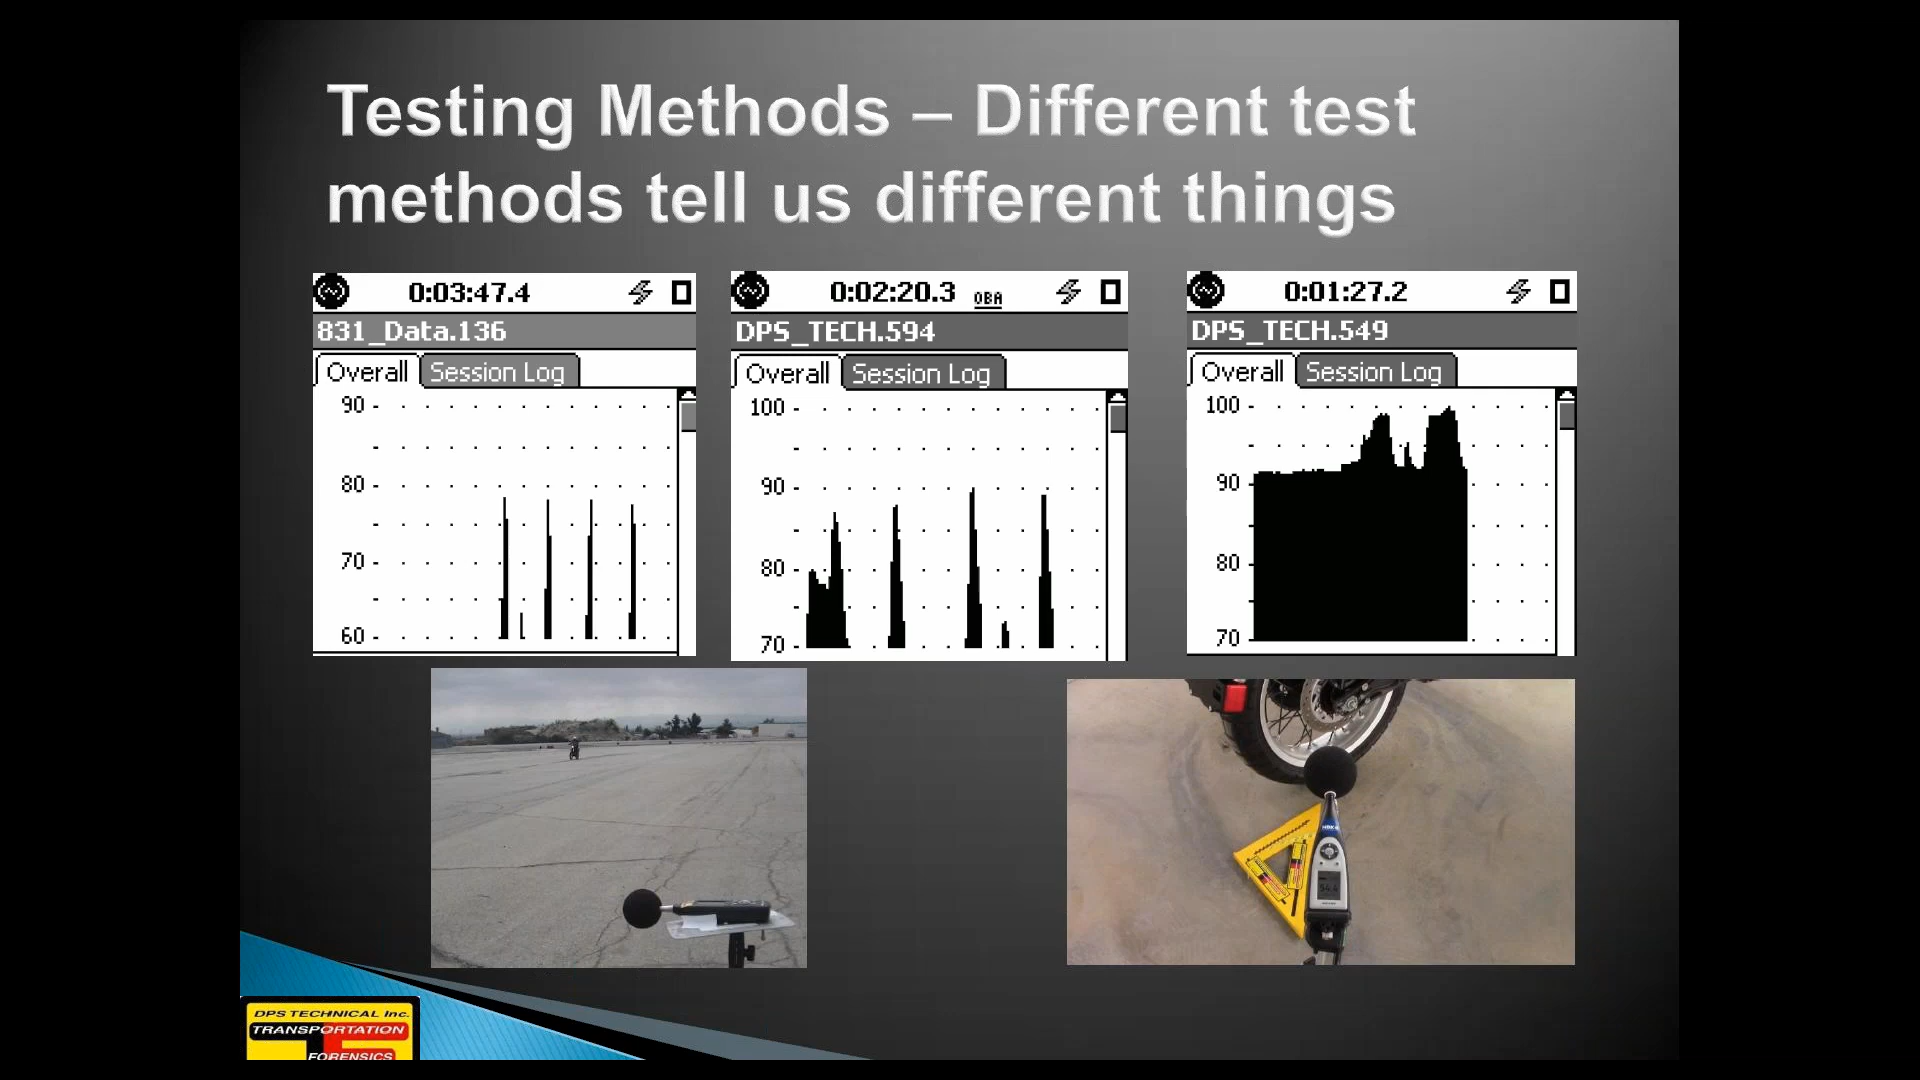 Testing Methods – Different test
methods tell us different things
0:03:47.4
831_Data.136
Overall
Session Log
90
80
70
60
0:02:20.3
OBA
DPS_TECH.594
Overall
Session Log
100
90
80
70
0:01:27.2
DPS_TECH.549
Overall
Session Log
100
90
80
70
DPS TECHNICAL Inc.
TRANSPORTATION
FORENSICS